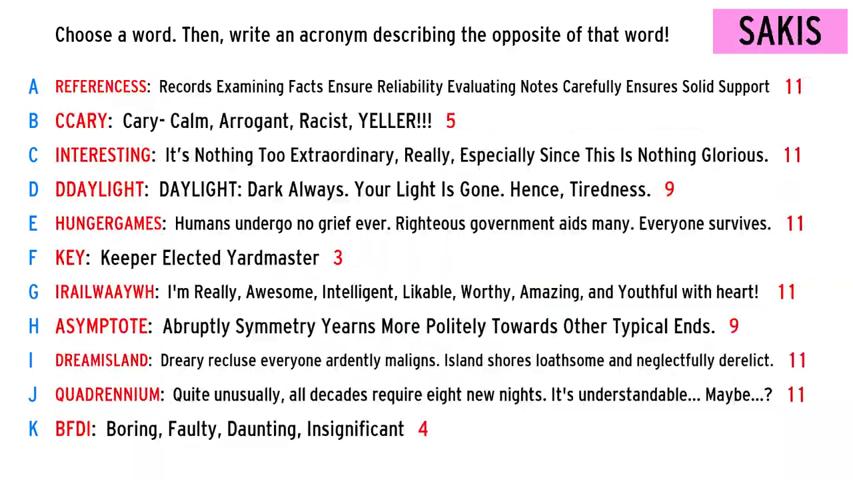 Choose a word. Then, write an acronym describing the opposite of that word!
SAKIS
A REFERENCESS: Records Examining Facts Ensure Reliability Evaluating Notes Carefully Ensures Solid Support 11
B CCARY: Cary- Calm, Arrogant, Racist, YELLER!!! 5
C INTERESTING: It's Nothing Too Extraordinary, Really, Especially Since This Is Nothing Glorious. 11
D DDAYLIGHT: DAYLIGHT: Dark Always. Your Light Is Gone. Hence, Tiredness. 9
E HUNGERGAMES: Humans undergo no grief ever. Righteous government aids many. Everyone survives. 11
F KEY: Keeper Elected Yardmaster 3
G IRAILWAAYWH: I'm Really, Awesome, Intelligent, Likable, Worthy, Amazing, and Youthful with heart! 11
H ASYMPTOTE: Abruptly Symmetry Yearns More Politely Towards Other Typical Ends. 9
I DREAMISLAND: Dreary recluse everyone ardently maligns. Island shores loathsome and neglectfully derelict. 11
J QUADRENNIUM: Quite unusually, all decades require eight new nights. It's understandable... Maybe...? 11
K BFDI: Boring, Faulty, Daunting, Insignificant 4